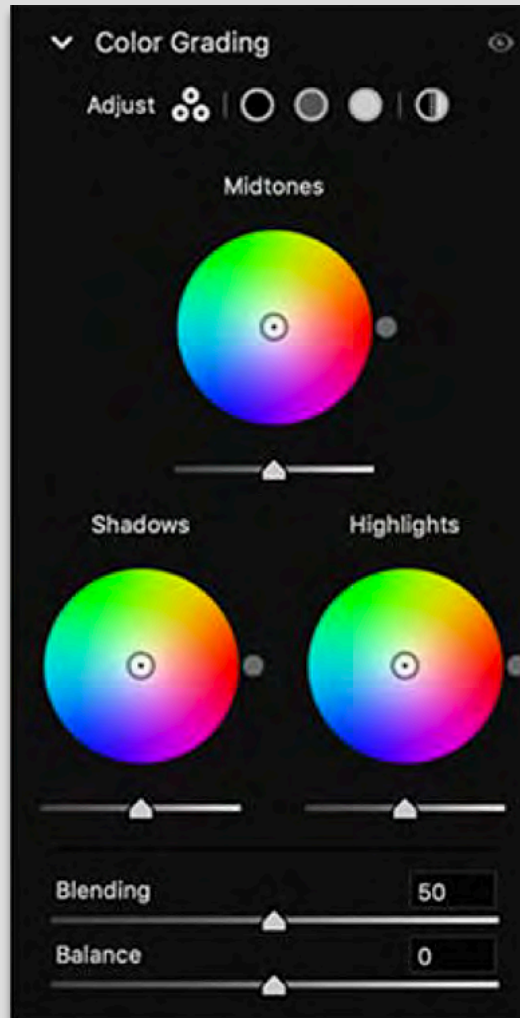 Color Grading
Adjust
Midtones
Shadows Highlights
Blending 50
Balance 0